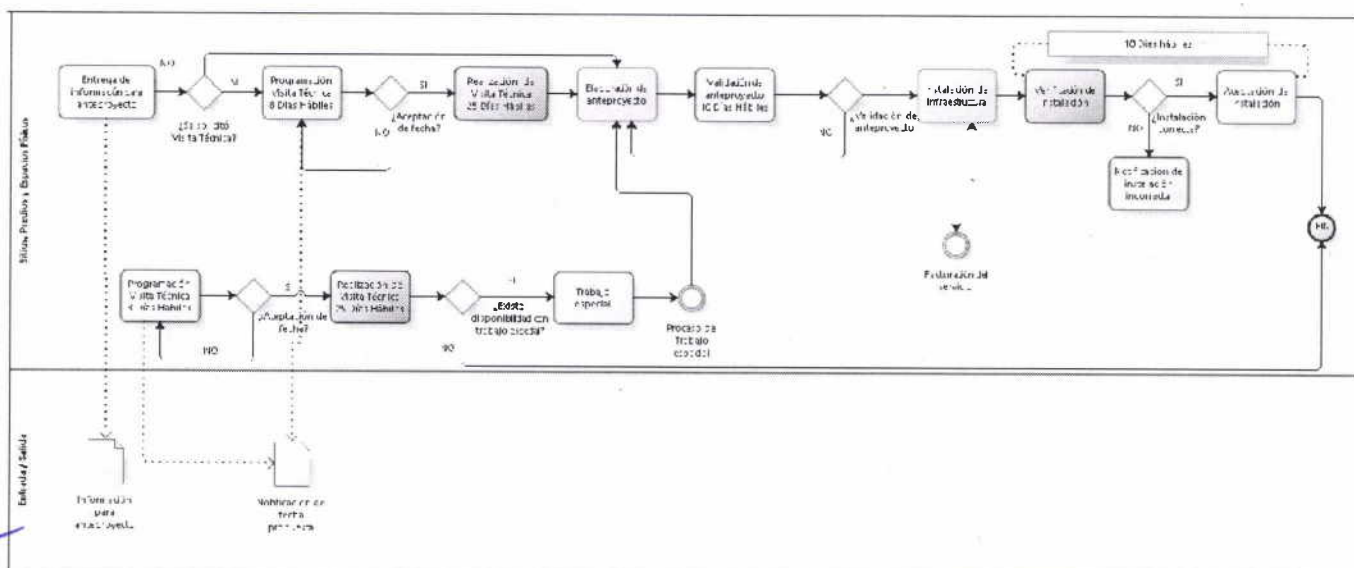 Sitios, Predios y Espacios Físicos
Entrega de
información para
anteproyecto
NO
SI
¿Se solicitó
Visita Técnica?
Programación
Visita Técnica
8 Días Hábiles
SI
NO
¿Aceptación
de fecha?
Realización de
Visita Técnica
25 Días Hábiles
Elaboración de
anteproyecto
Validación de
anteproyecto
10 Días Hábiles
NO
¿Validación de
anteproyecto
Instalación de
Infraestructura
Verificación de
Instalación
10 Días hábiles
SI
NO
¿Instalación
correcta?
Aceptación de
Instalación
Notificación de
instalación
incorrecta
FIN
Facturación del
servicio
Programación
Visita Técnica
Días Hábiles
SI
NO
¿Aceptación de
fecha?
Realización de
Visita Técnica
25 Días Hábiles
SI
NO
¿Existe
disponibilidad con
trabajo especial?
Trabajo
especial
Proceso de
Trabajo
especial
Entrada / Salida
Información
para
anteproyecto
Notificación de
fecha
propuesta